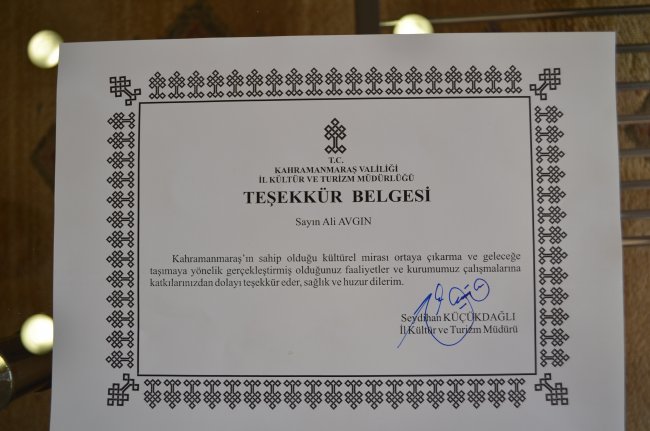 T.C.
KAHRAMANMARAŞ VALİLİĞİ
İL KÜLTÜR VE TURİZM MÜDÜRLÜĞÜ
TEŞEKKÜR BELGESİ
Sayın Ali AVGIN
Kahramanmaraş'ın sahip olduğu kültürel mirası ortaya çıkarma ve geleceğe
taşımaya yönelik gerçekleştirmiş olduğunuz faaliyetler ve kurumumuz çalışmalarına
katkılarınızdan dolayı teşekkür eder, sağlık ve huzur dilerim.
Seydihan KÜÇÜKDAĞLI
İl Kültür ve Turizm Müdürü